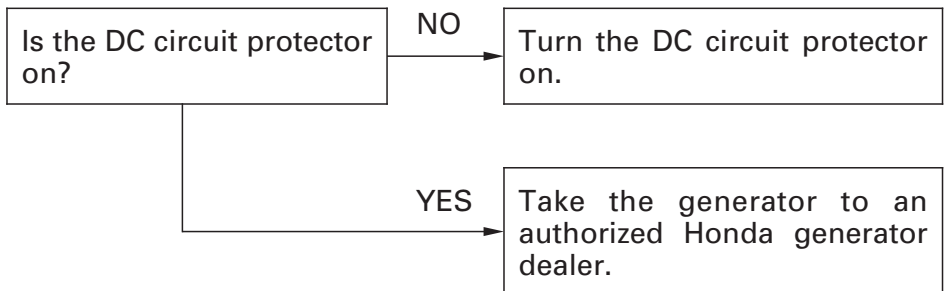 Is the DC circuit protector
on?
NO
Turn the DC circuit protector
on.
YES
Take the generator to an
authorized Honda generator
dealer.